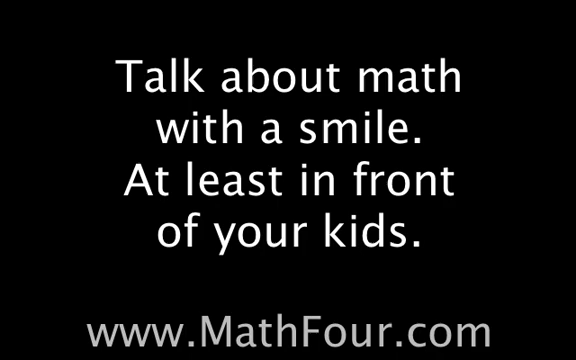 Talk about math
with a smile.
At least in front
of your kids.
www.MathFour.com